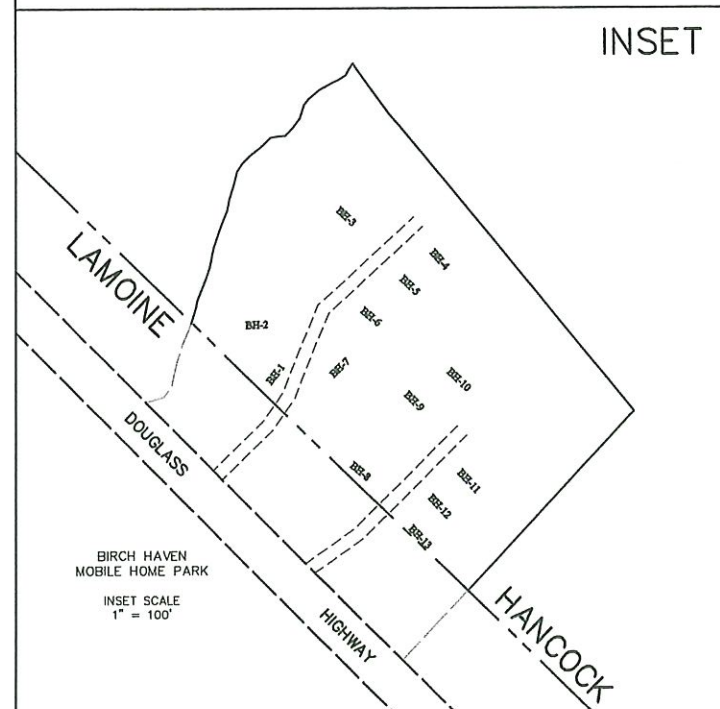 INSET
BH-3
LAMOINE
BH-4
BH-5
BH-6
BH-2
BH-1
BH-7
BH-10
BH-9
DOUGLASS
BH-8
BH-11
BH-12
BH-13
BIRCH HAVEN
MOBILE HOME PARK
INSET SCALE
1" = 100'
HIGHWAY
HANCOCK